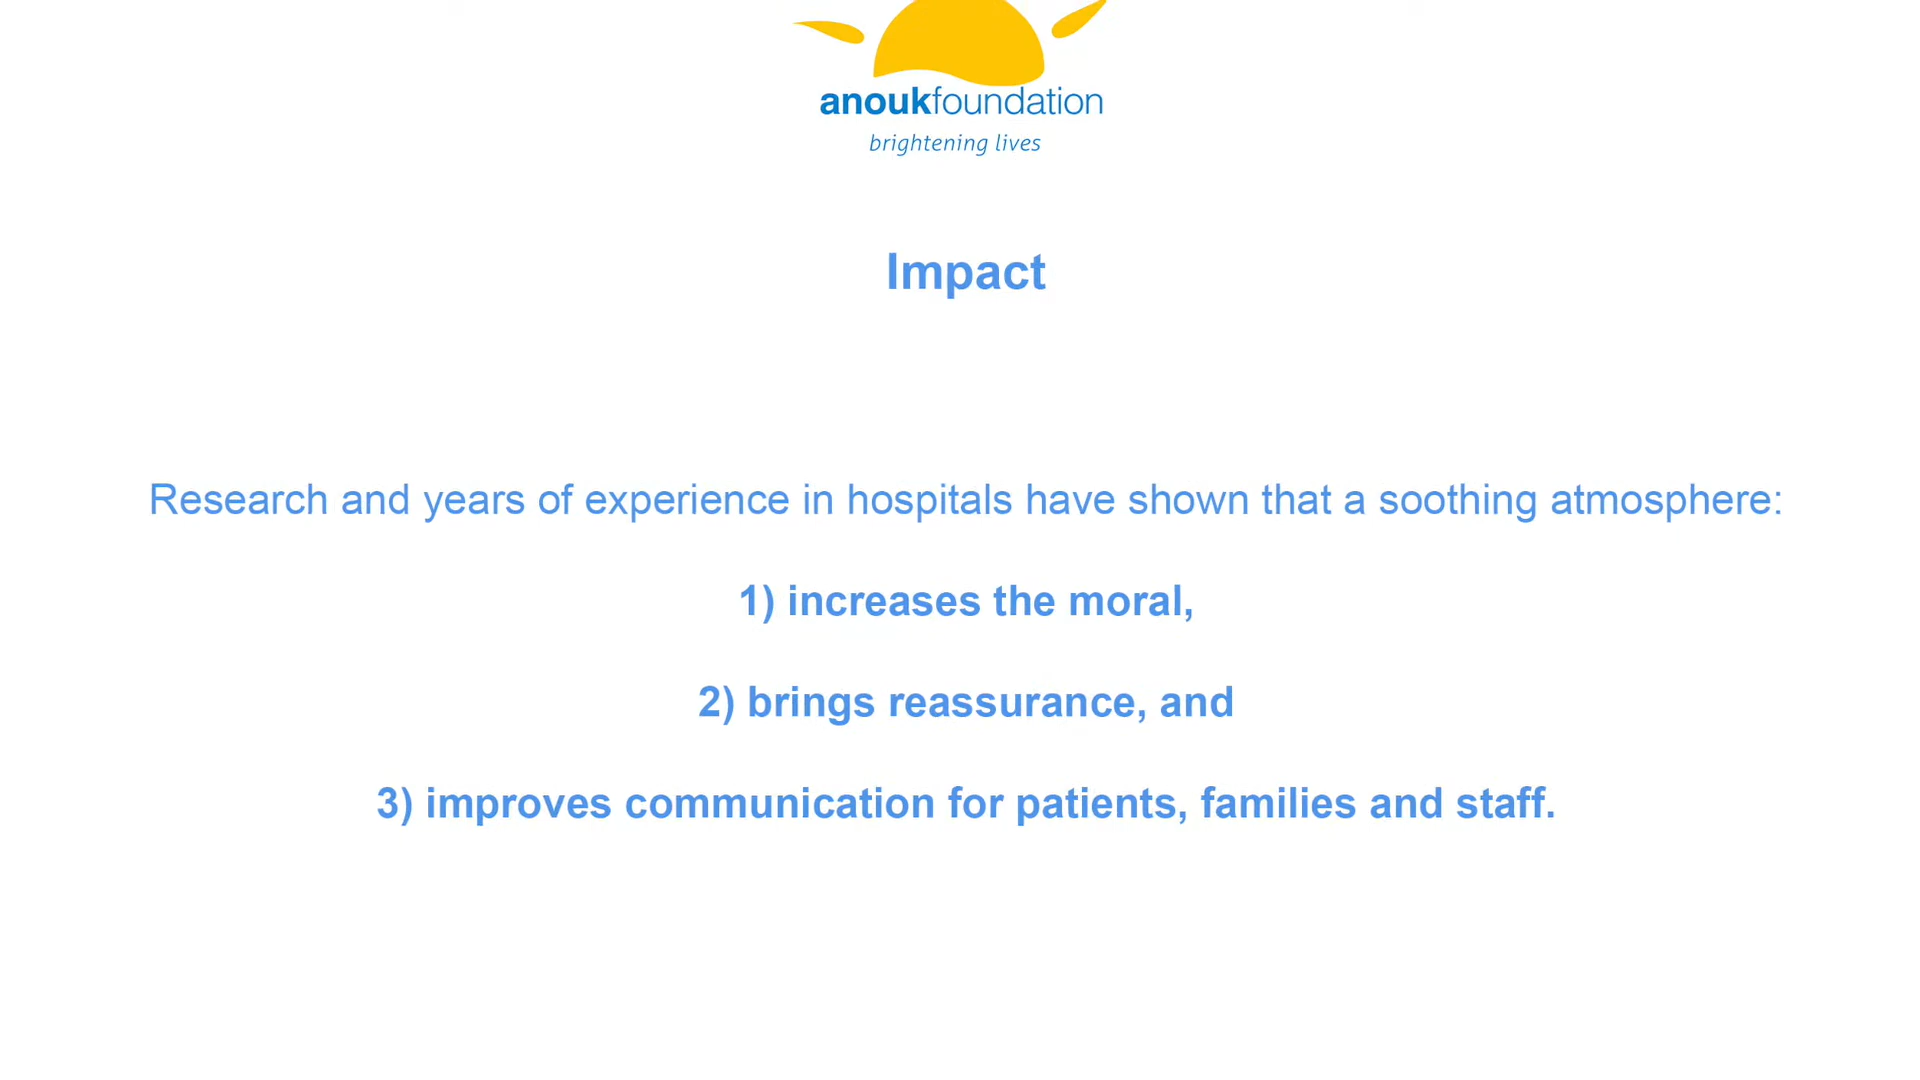 anoukfoundation
brightening lives
Impact
Research and years of experience in hospitals have shown that a soothing atmosphere:
1) increases the moral,
2) brings reassurance, and
3) improves communication for patients, families and staff.